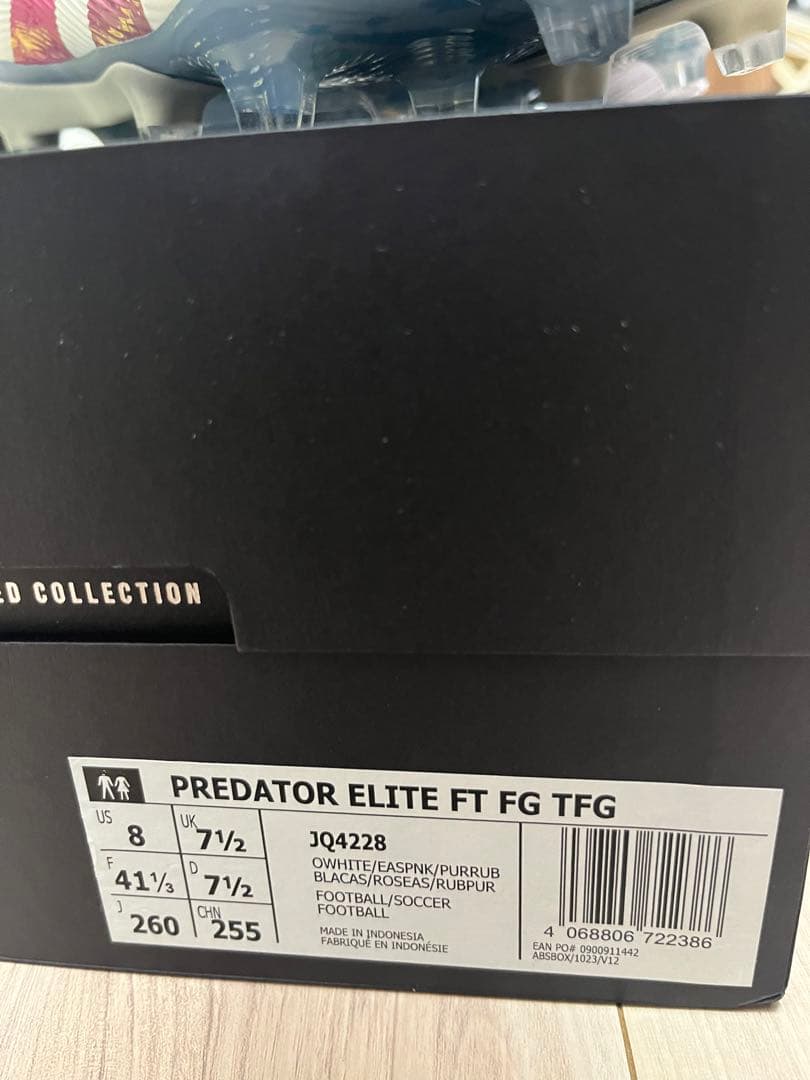 COLLECTION
PREDATOR ELITE FT FG TFG
US 8 UK 7½
F 41⅓ D 7½
J 260 CHN 255
JQ4228
OWHITE/EASPNK/PURRUB
BLACAS/ROSEAS/RUBPUR
FOOTBALL/SOCCER
FOOTBALL
MADE IN INDONESIA
FABRIQUÉ EN INDONÉSIE
4 068806 722386
EAN PO# 0900911442
ABSBOX/1023/V12